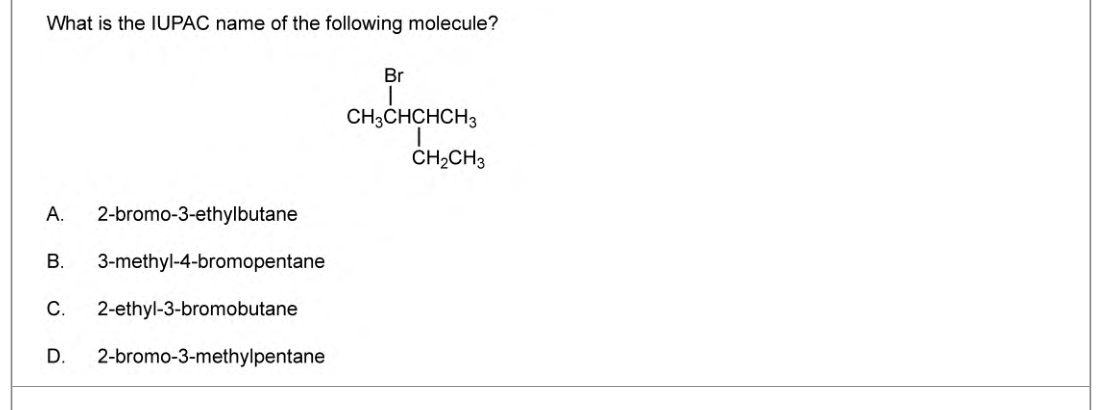 What is the IUPAC name of the following molecule?
Br
CH₃CHCHCH₃
CH₂CH₃
A. 2-bromo-3-ethylbutane
B. 3-methyl-4-bromopentane
C. 2-ethyl-3-bromobutane
D. 2-bromo-3-methylpentane